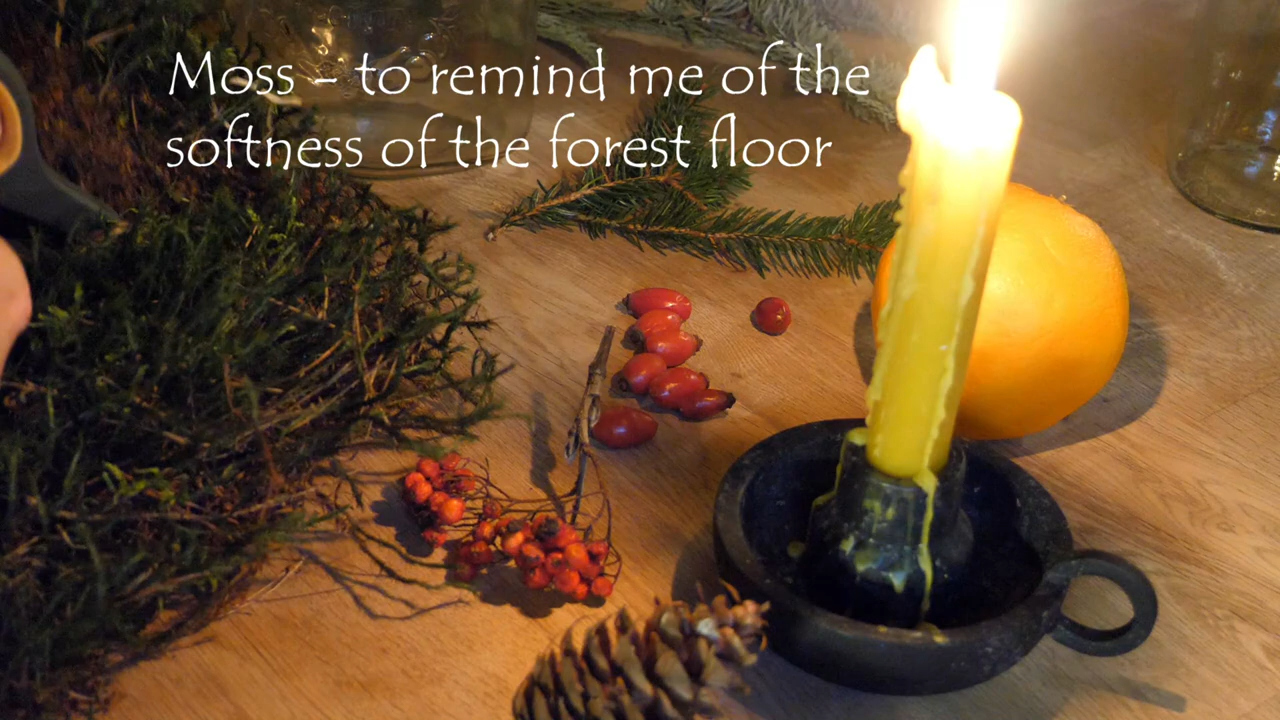 Moss - to remind me of the
softness of the forest floor